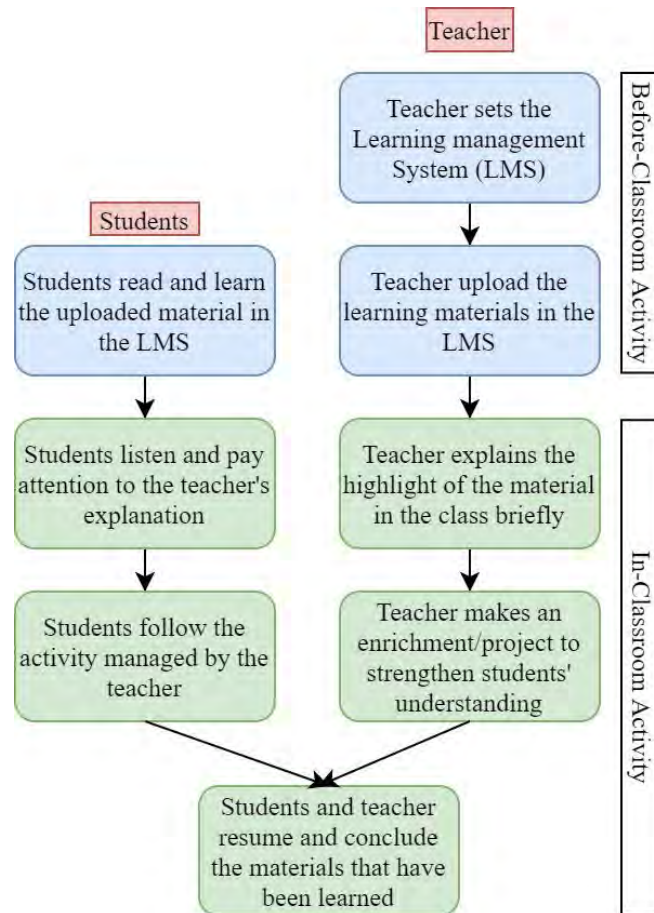 Teacher
Teacher sets the
Learning management
System (LMS)
Before-Classroom Activity
Students
Students read and learn
the uploaded material in
the LMS
Teacher upload the
learning materials in the
LMS
Students listen and pay
attention to the teacher's
explanation
Teacher explains the
highlight of the material
in the class briefly
In-Classroom Activity
Students follow the
activity managed by the
teacher
Teacher makes an
enrichment/project to
strengthen students'
understanding
Students and teacher
resume and conclude
the materials that have
been learned